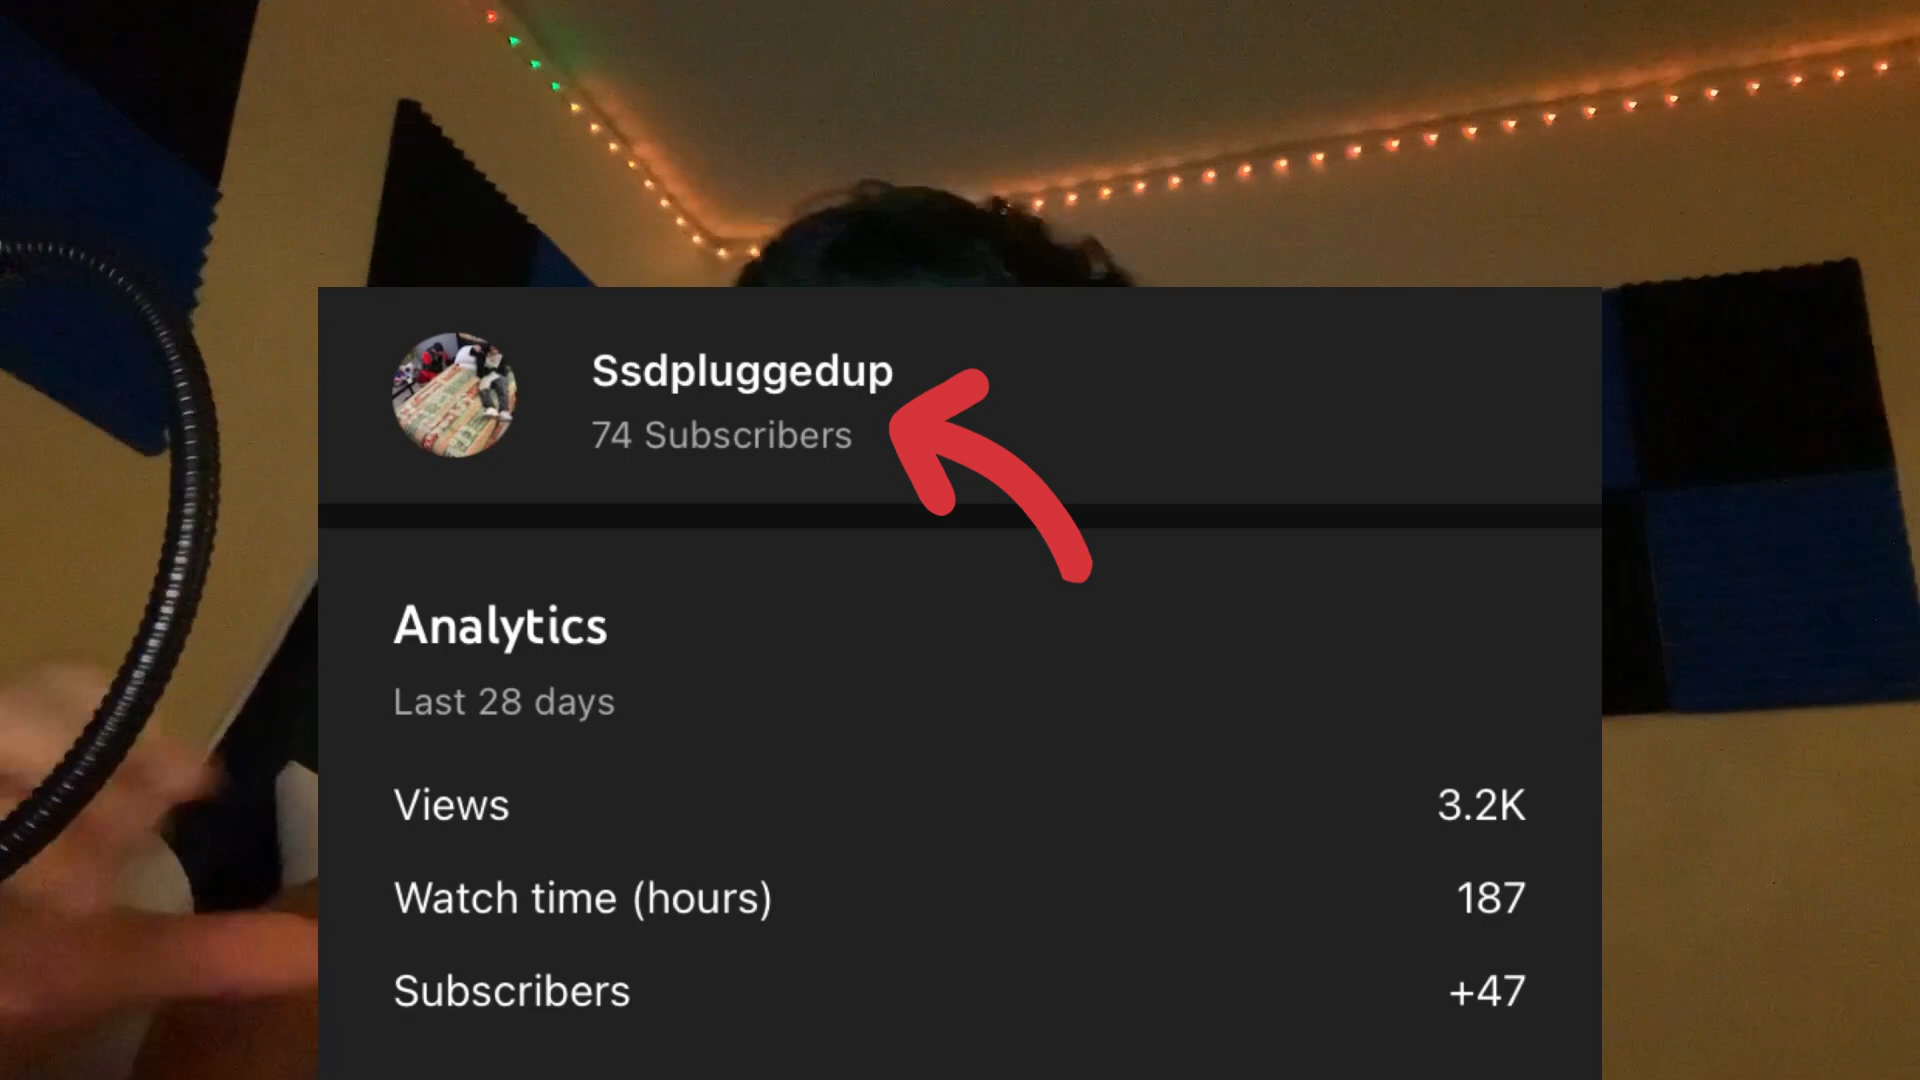 Ssdpluggedup
74 Subscribers
Analytics
Last 28 days
Views 3.2K
Watch time (hours) 187
Subscribers +47